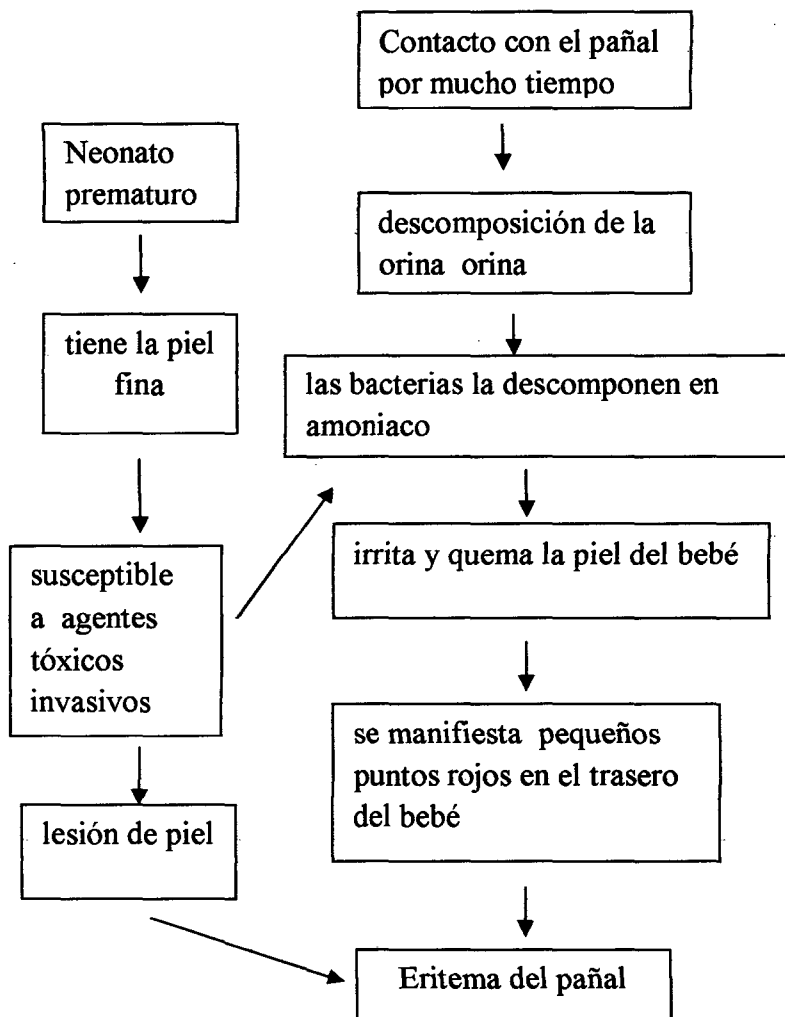 Contacto con el pañal
por mucho tiempo
Neonato
prematuro
descomposición de la
orina orina
tiene la piel
fina
las bacterias la descomponen en
amoniaco
susceptible
a agentes
tóxicos
invasivos
irrita y quema la piel del bebé
se manifiesta pequeños
puntos rojos en el trasero
del bebé
lesión de piel
Eritema del pañal